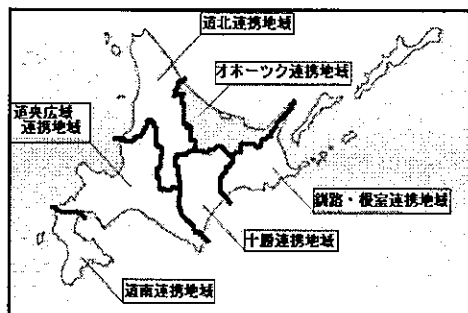 道北連携地域
オホーツク連携地域
道央広域
連携地域
釧路・根室連携地域
十勝連携地域
道南連携地域